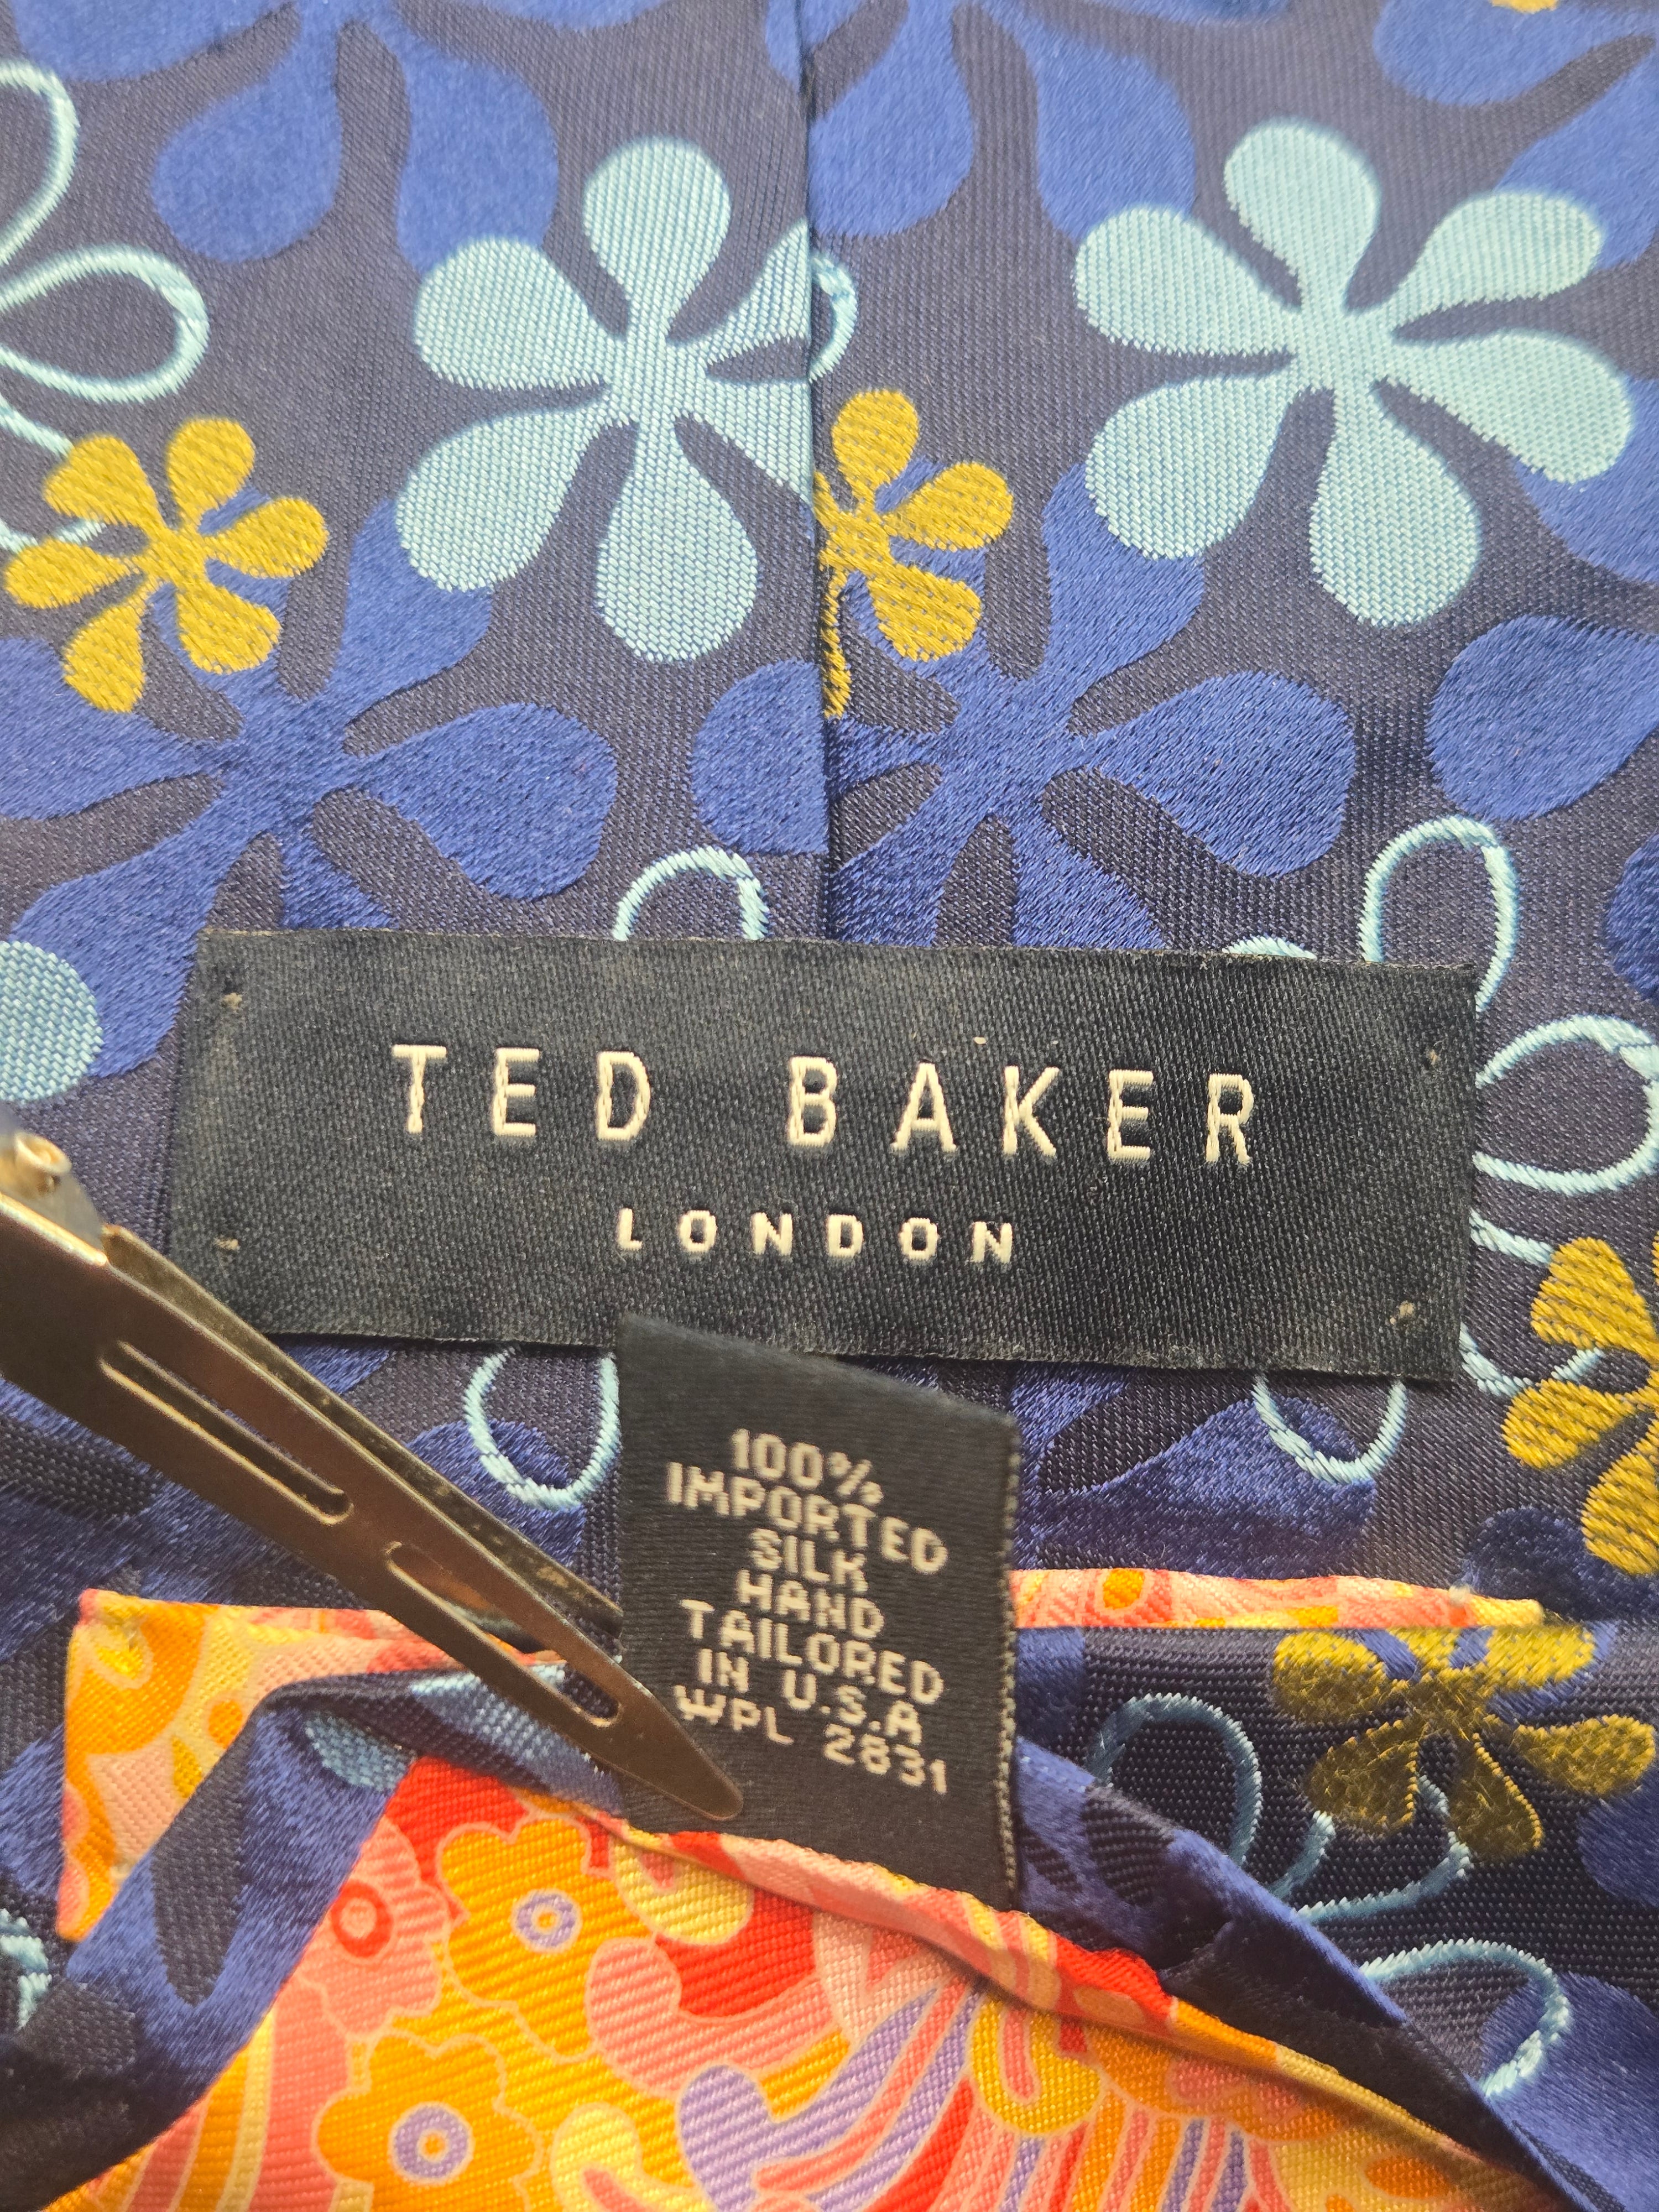 TED BAKER
LONDON
100%
IMPORTED
SILK
HAND
TAILORED
IN U.S.A
WPL 2831